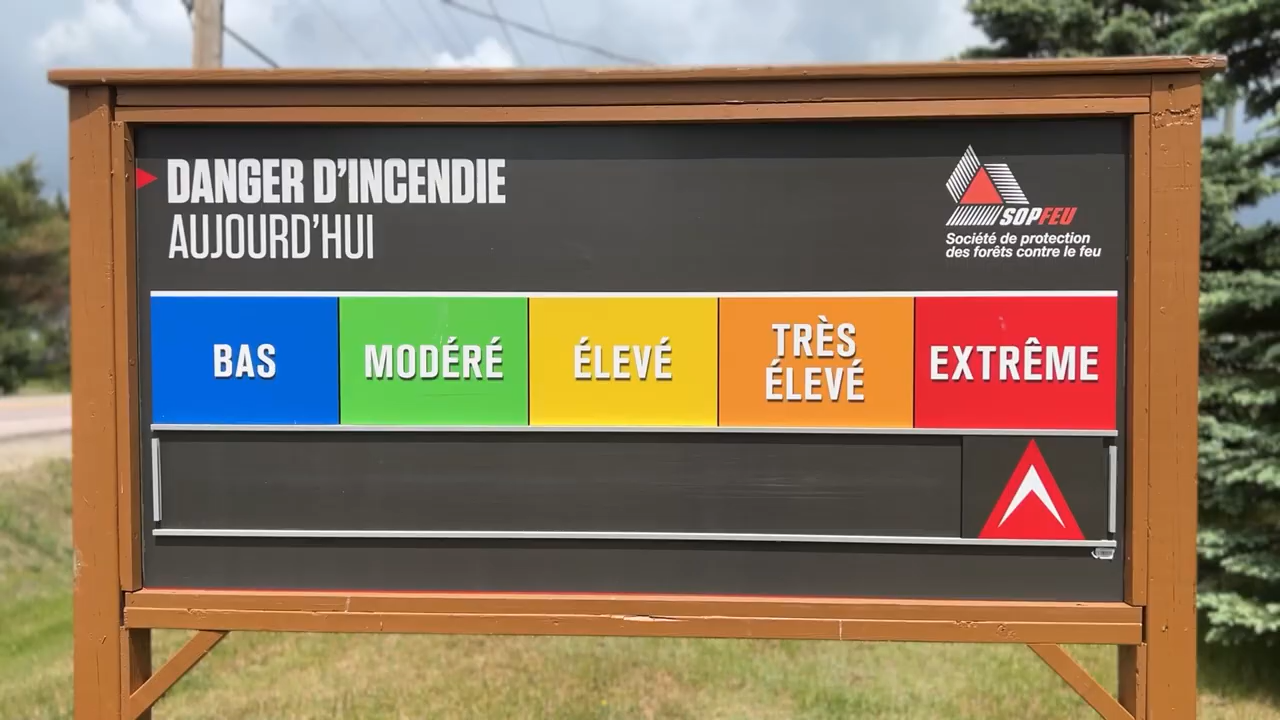 DANGER D'INCENDIE
AUJOURD'HUI
SOPFEU
Société de protection
des forêts contre le feu
BAS
MODÉRÉ
ÉLEVÉ
TRÈS
ÉLEVÉ
EXTRÊME